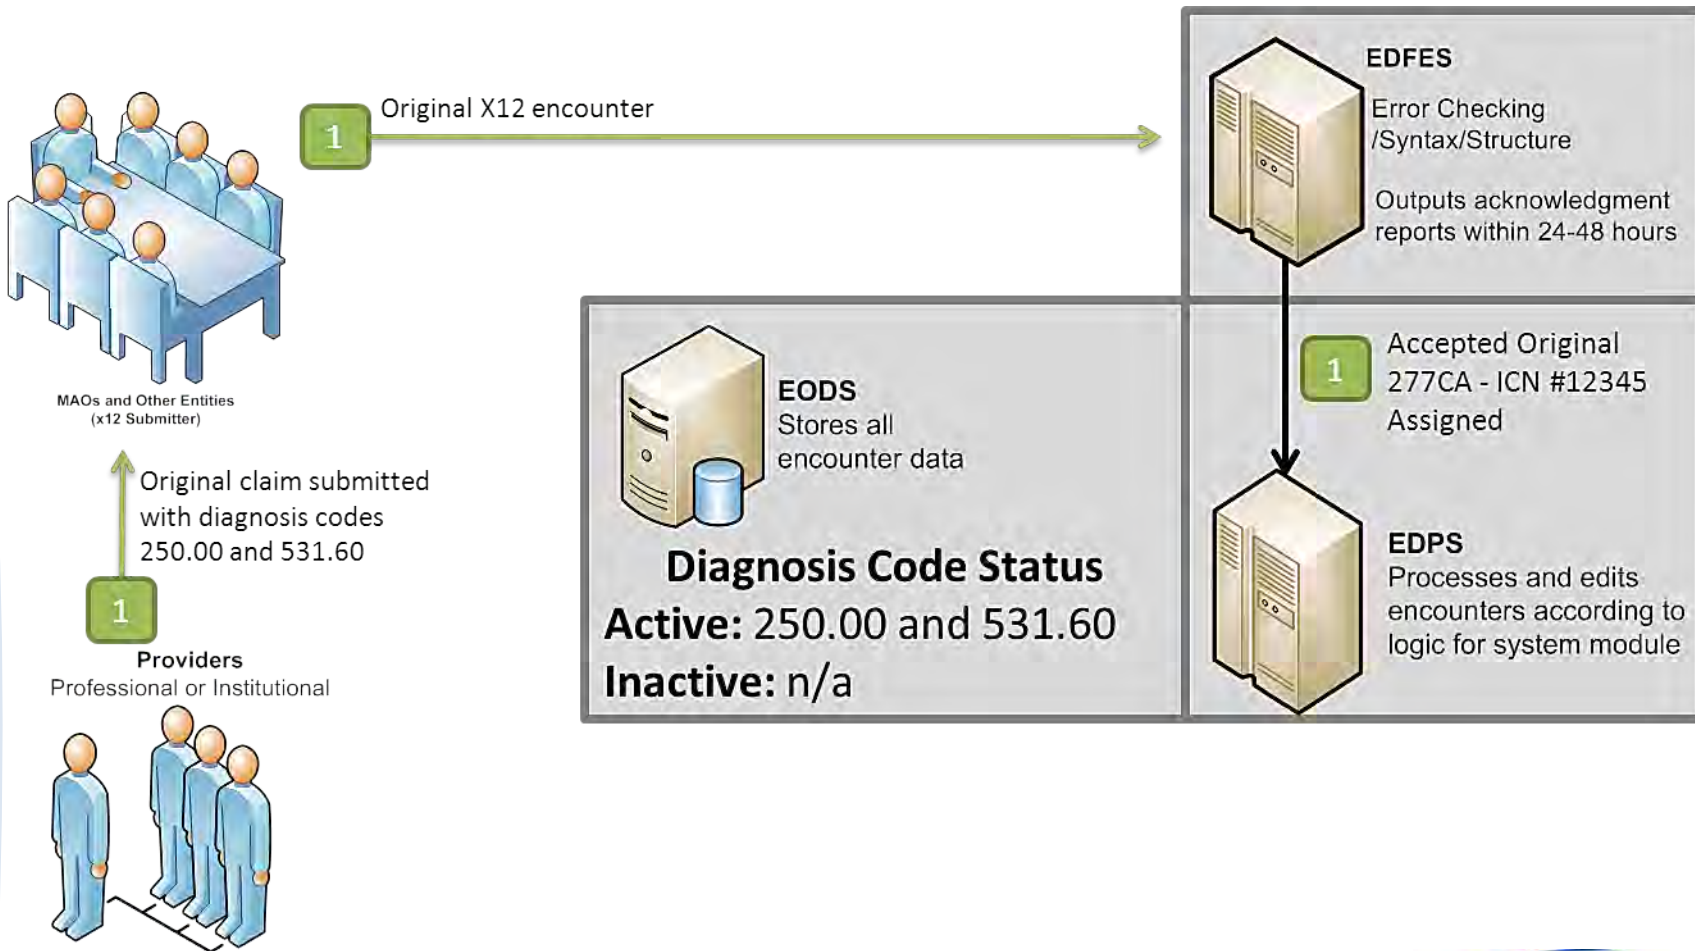 1
Original X12 encounter
EDFES
Error Checking
/Syntax/Structure
Outputs acknowledgment
reports within 24-48 hours
MAOs and Other Entities
(x12 Submitter)
Original claim submitted
with diagnosis codes
250.00 and 531.60
1
Providers
Professional or Institutional
EODS
Stores all
encounter data
Diagnosis Code Status
Active: 250.00 and 531.60
Inactive: n/a
1
Accepted Original
277CA - ICN #12345
Assigned
EDPS
Processes and edits
encounters according to
logic for system module